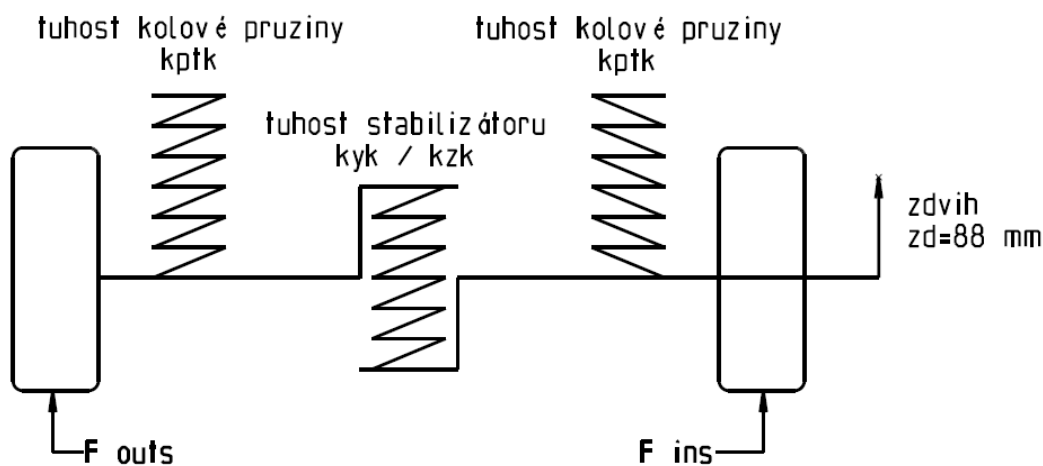 tuhost kolové pruziny
kptk
tuhost kolové pruziny
kptk
tuhost stabilizátoru
kyk / kzk
zdvih
zd=88 mm
F outs
F ins